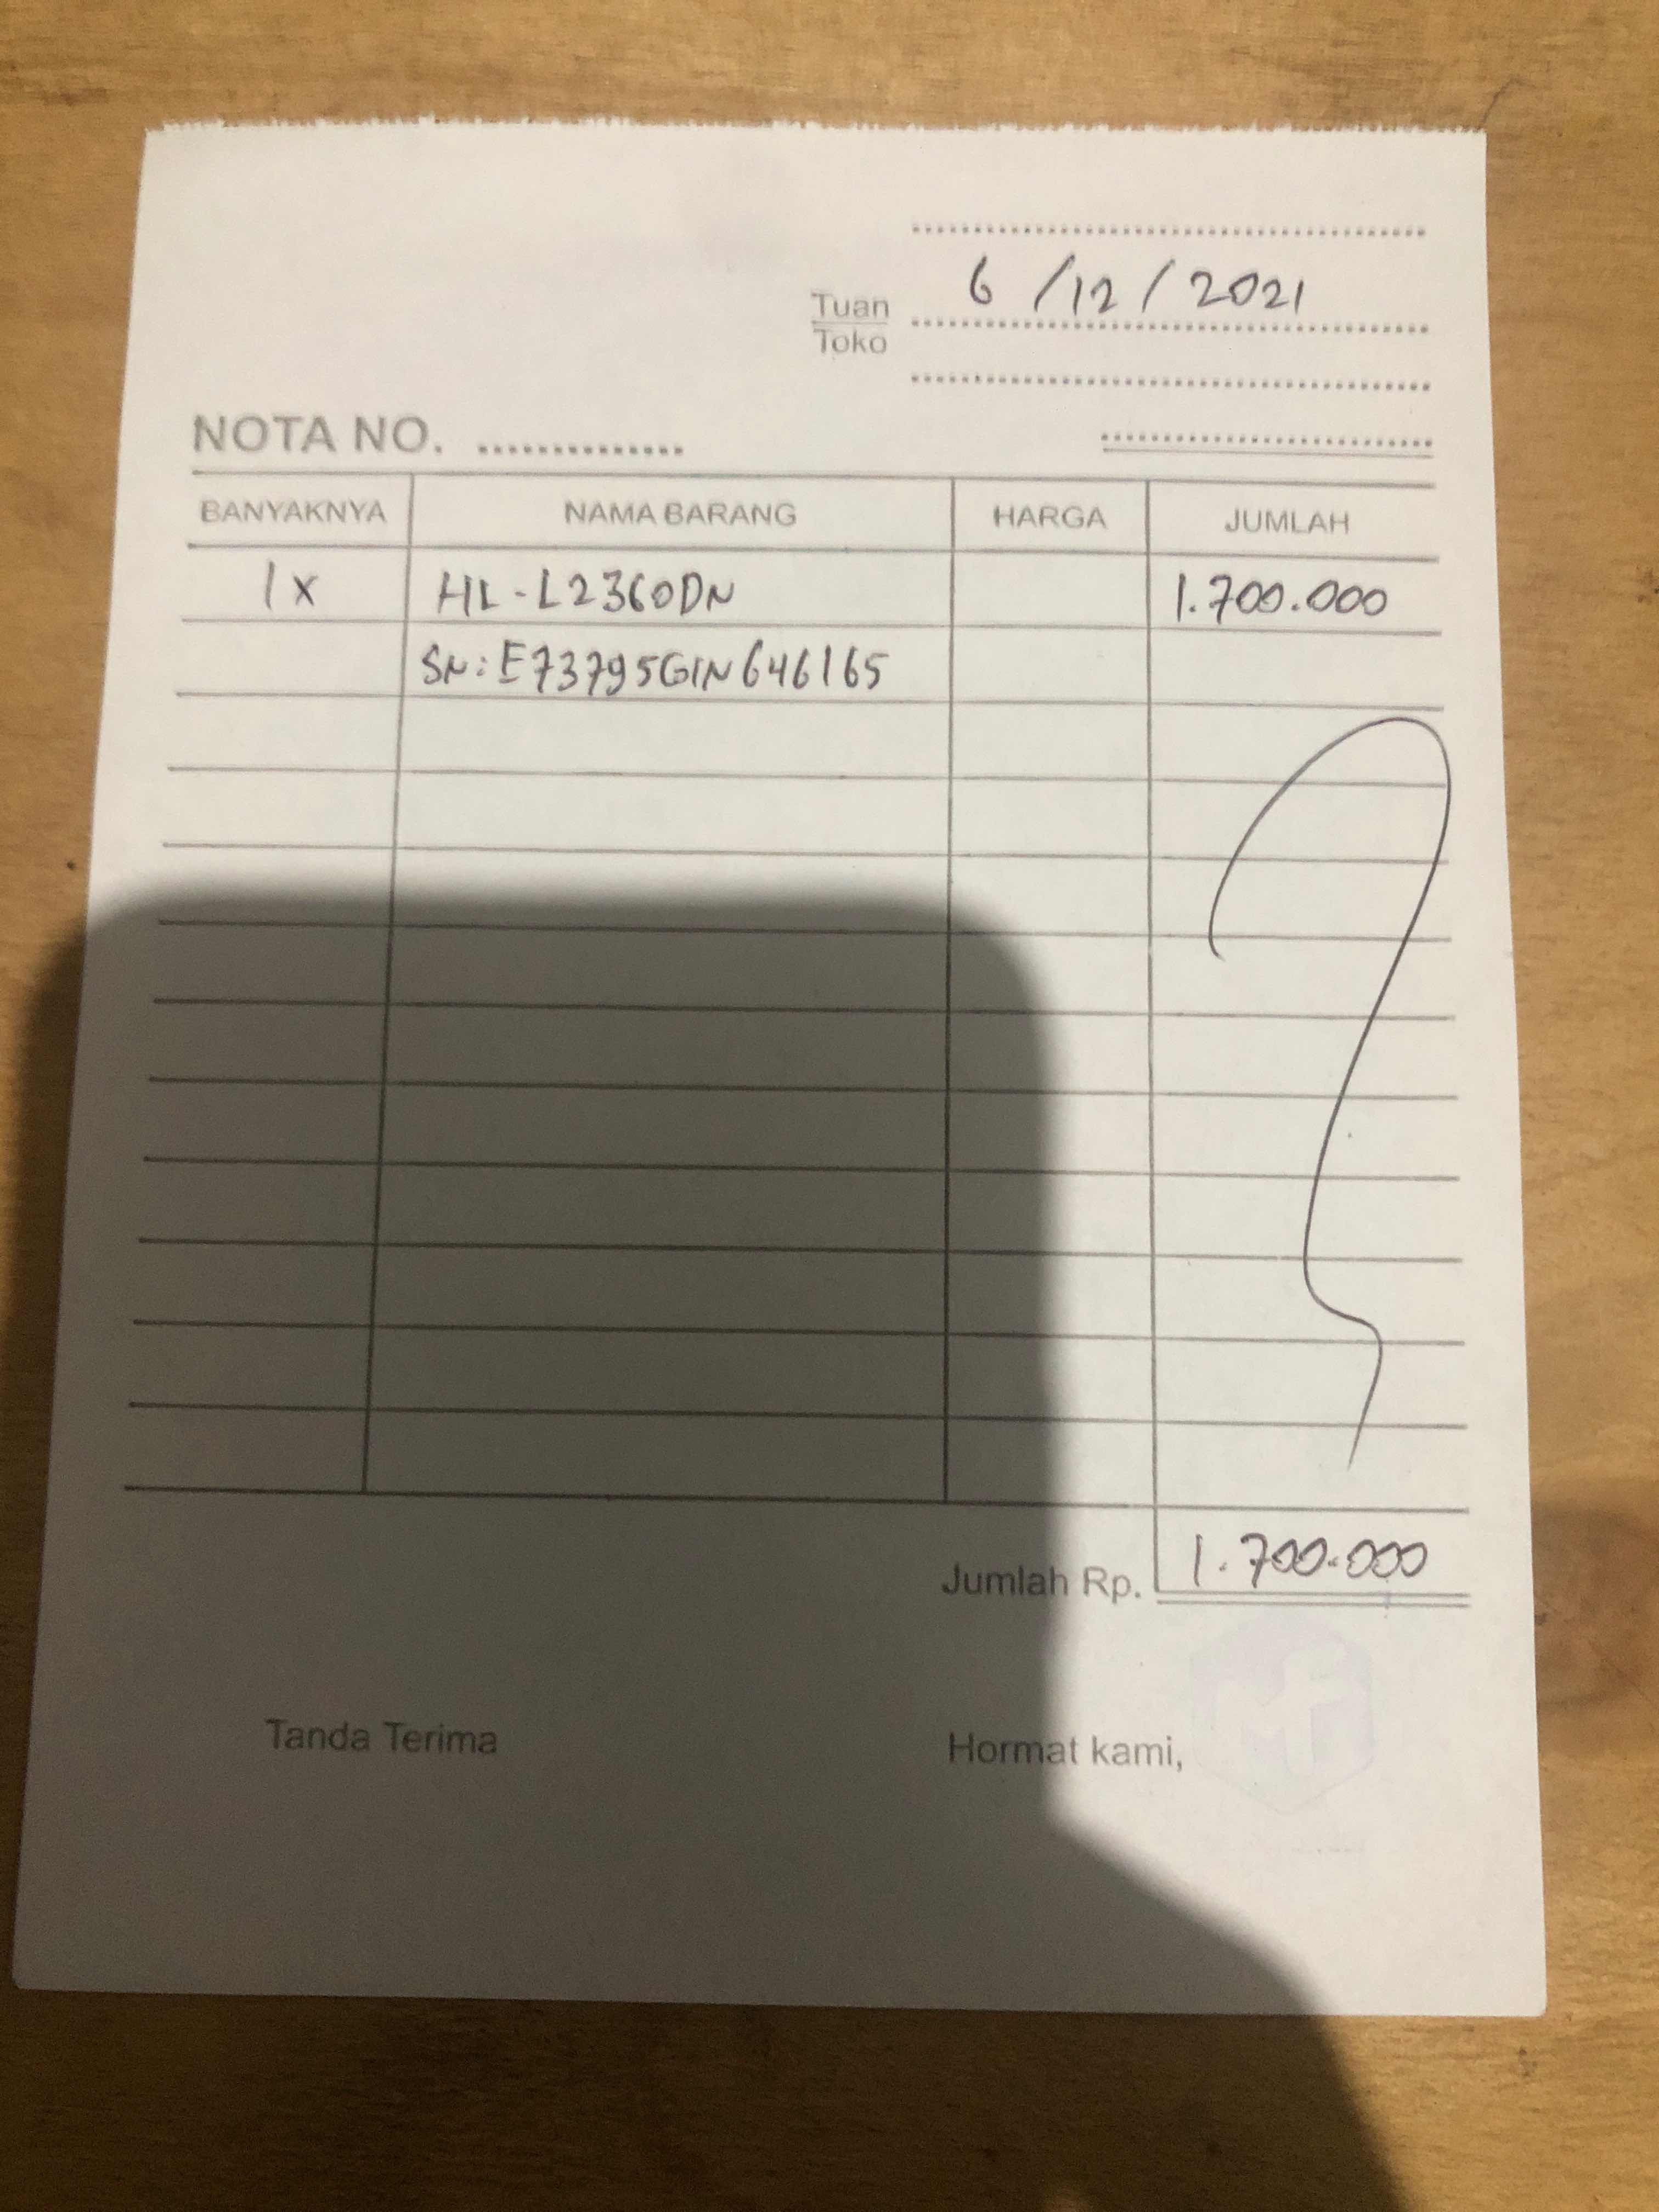 6/12/2021
Tuan
Toko
NOTA NO. ..............
BANYAKNYA NAMA BARANG HARGA JUMLAH
1x HL-L2360DN 1.700.000
SN: E73795G1N646165
Jumlah Rp. 1.700.000
Tanda Terima Hormat kami,